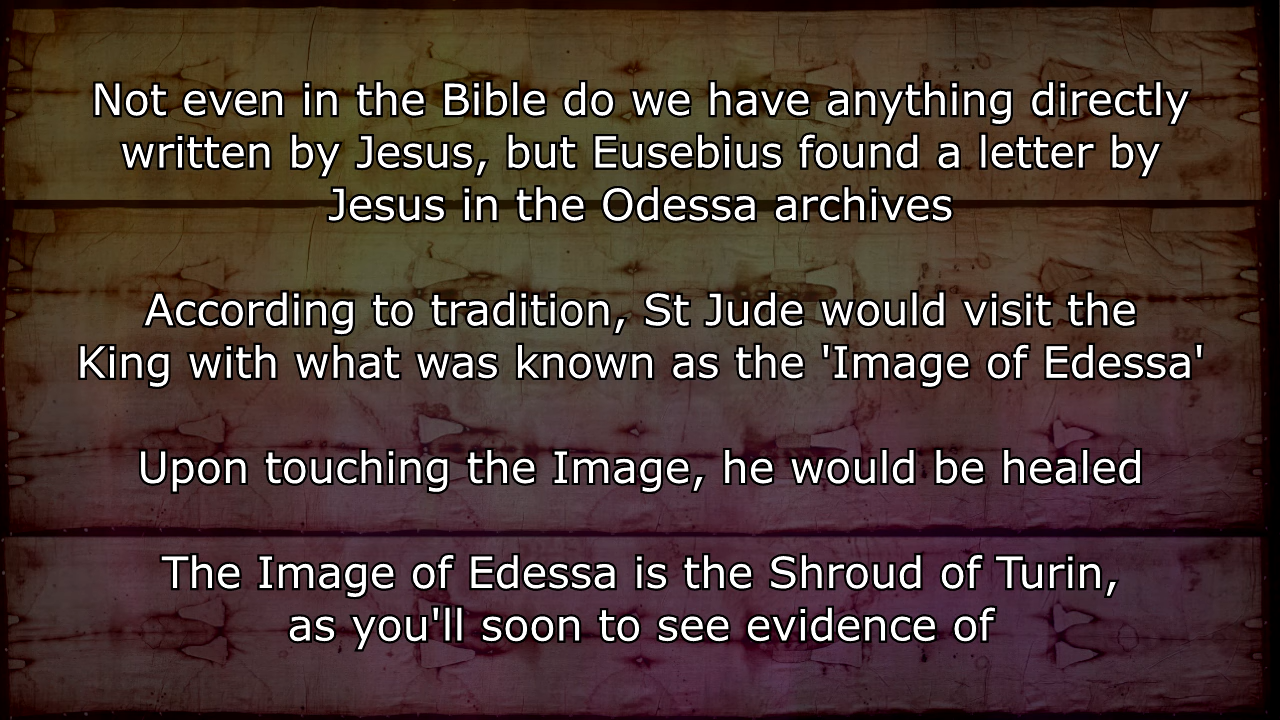 Not even in the Bible do we have anything directly
written by Jesus, but Eusebius found a letter by
Jesus in the Odessa archives
According to tradition, St Jude would visit the
King with what was known as the 'Image of Edessa'
Upon touching the Image, he would be healed
The Image of Edessa is the Shroud of Turin,
as you'll soon to see evidence of